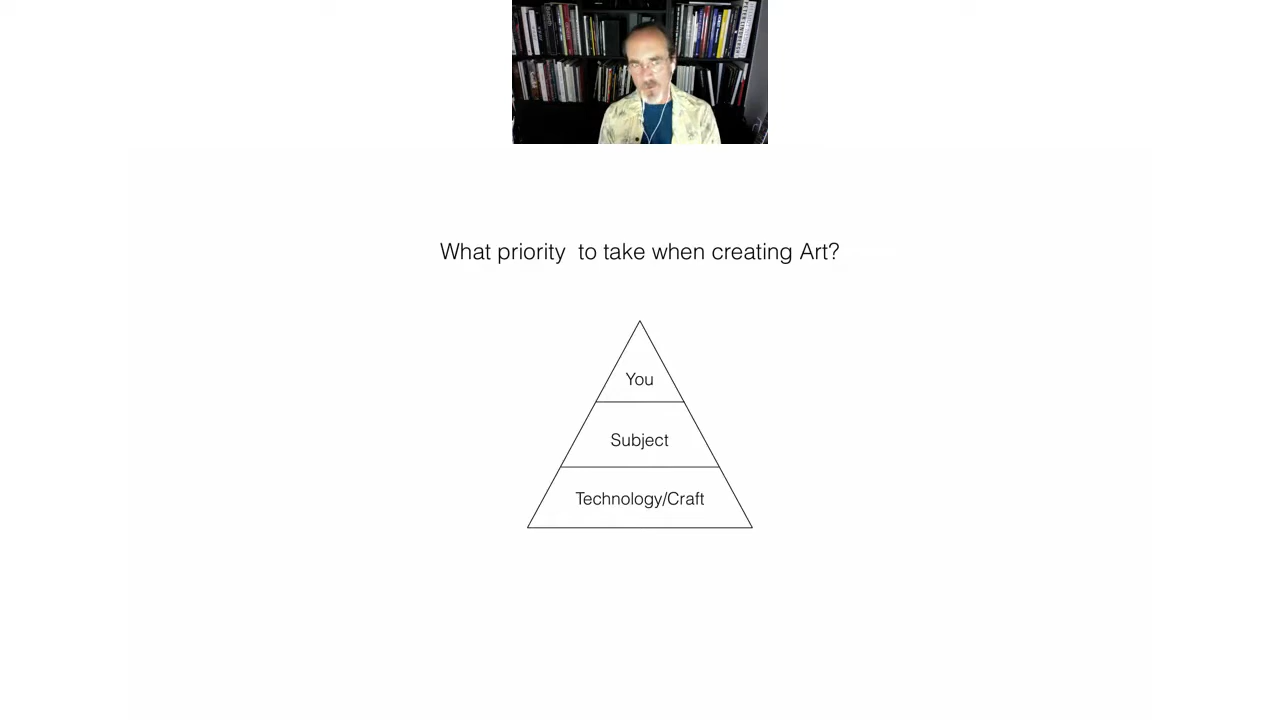 What priority  to take when creating Art?
You
Subject
Technology/Craft